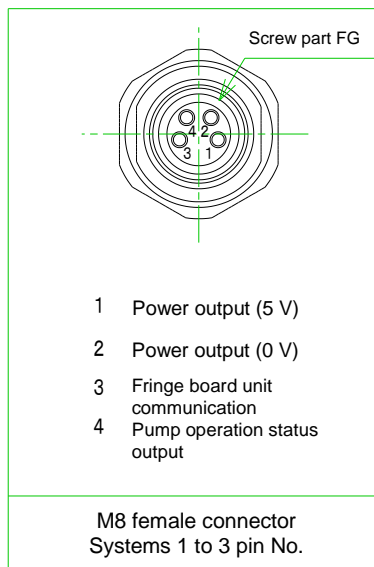 Screw part FG
4 2
3 1
1 Power output (5 V)
2 Power output (0 V)
3 Fringe board unit
communication
4 Pump operation status
output
M8 female connector
Systems 1 to 3 pin No.